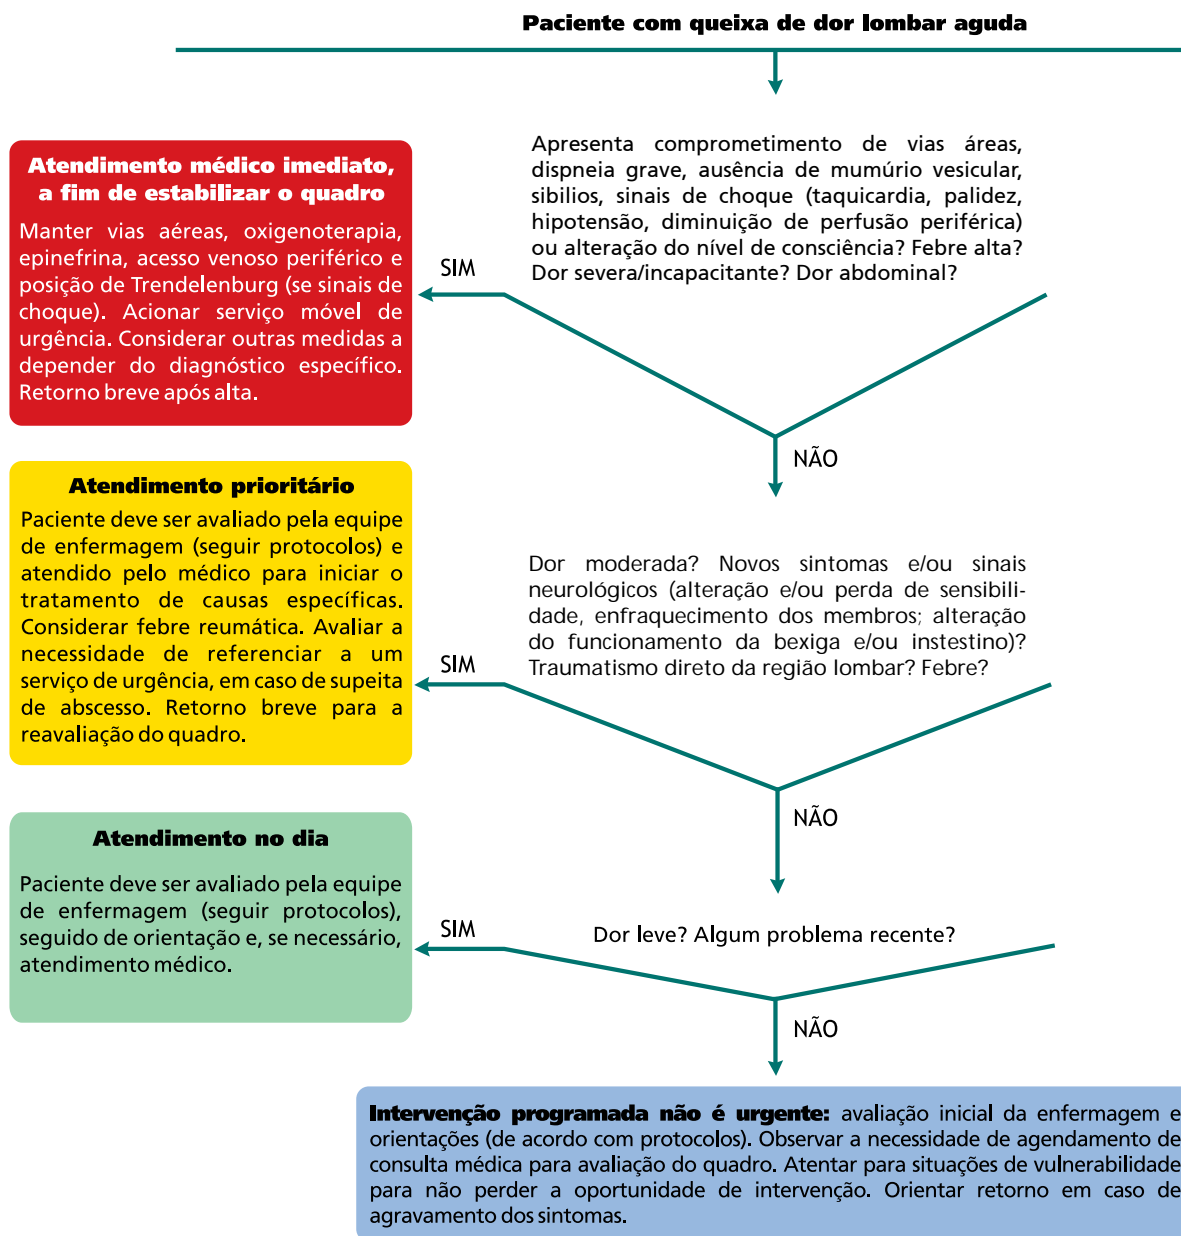 Paciente com queixa de dor lombar aguda
Apresenta comprometimento de vias áreas,
dispneia grave, ausência de mumúrio vesicular,
sibilios, sinais de choque (taquicardia, palidez,
hipotensão, diminuição de perfusão periférica)
ou alteração do nível de consciência? Febre alta?
Dor severa/incapacitante? Dor abdominal?
SIM
Atendimento médico imediato,
a fim de estabilizar o quadro
Manter vias aéreas, oxigenoterapia,
epinefrina, acesso venoso periférico e
posição de Trendelenburg (se sinais de
choque). Acionar serviço móvel de
urgência. Considerar outras medidas a
depender do diagnóstico específico.
Retorno breve após alta.
NÃO
Dor moderada? Novos sintomas e/ou sinais
neurológicos (alteração e/ou perda de sensibili-
dade, enfraquecimento dos membros; alteração
do funcionamento da bexiga e/ou instestino)?
Traumatismo direto da região lombar? Febre?
SIM
Atendimento prioritário
Paciente deve ser avaliado pela equipe
de enfermagem (seguir protocolos) e
atendido pelo médico para iniciar o
tratamento de causas específicas.
Considerar febre reumática. Avaliar a
necessidade de referenciar a um
serviço de urgência, em caso de supeita
de abscesso. Retorno breve para a
reavaliação do quadro.
NÃO
Dor leve? Algum problema recente?
SIM
Atendimento no dia
Paciente deve ser avaliado pela equipe
de enfermagem (seguir protocolos),
seguido de orientação e, se necessário,
atendimento médico.
NÃO
Intervenção programada não é urgente: avaliação inicial da enfermagem e
orientações (de acordo com protocolos). Observar a necessidade de agendamento de
consulta médica para avaliação do quadro. Atentar para situações de vulnerabilidade
para não perder a oportunidade de intervenção. Orientar retorno em caso de
agravamento dos sintomas.